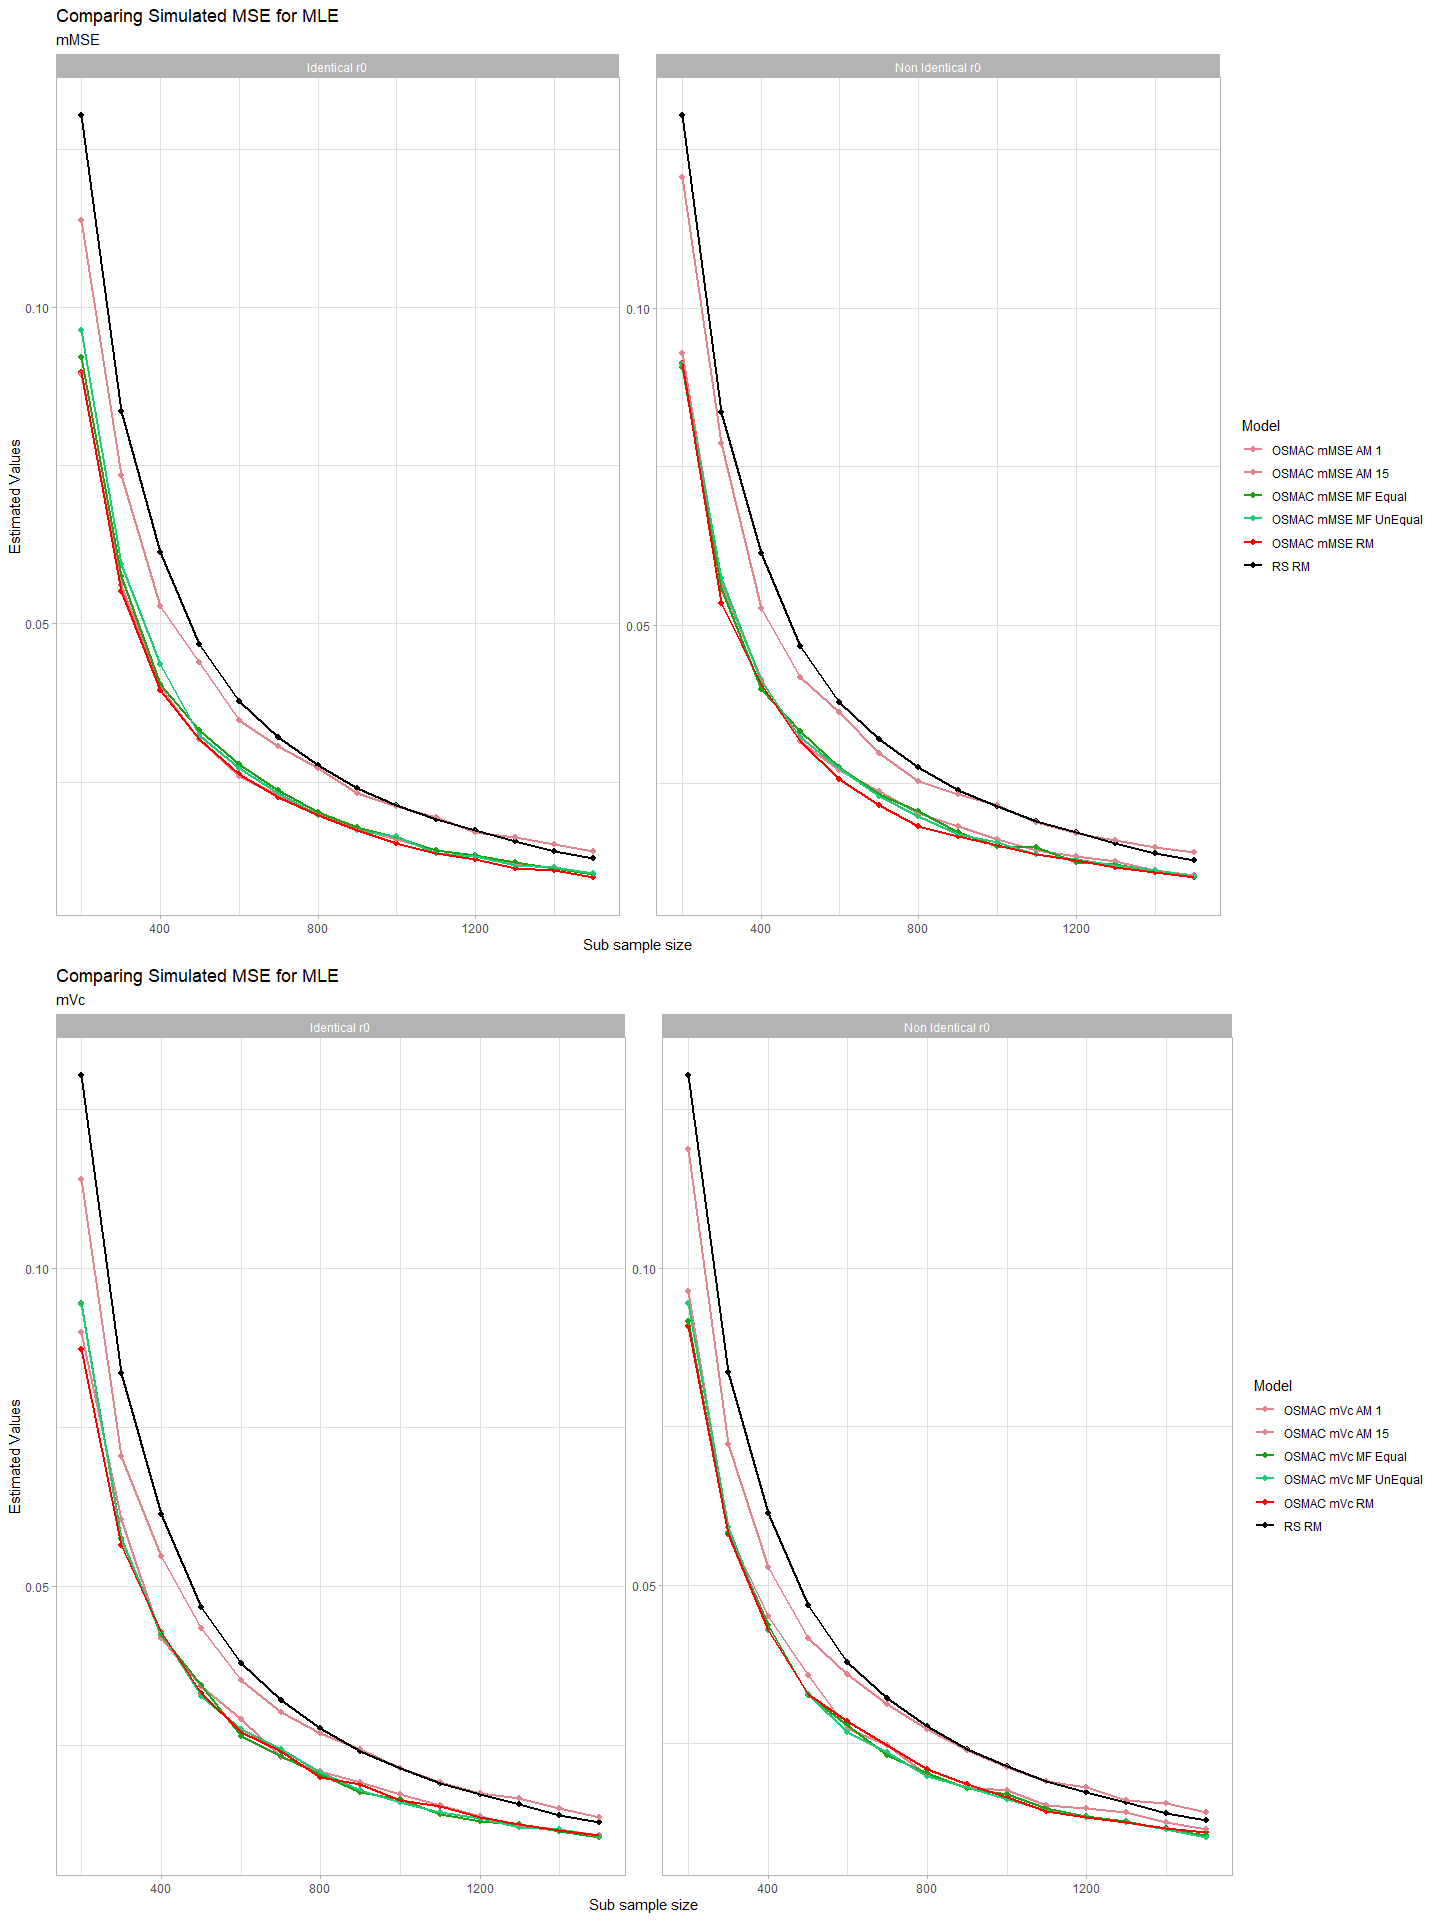 Comparing Simulated MSE for MLE
mMSE
Identical r0
Non Identical r0
Estimated Values
0.10
0.05
0.10
0.05
400
800
1200
400
800
1200
Sub sample size
Model
OSMAC mMSE AM 1
OSMAC mMSE AM 15
OSMAC mMSE MF Equal
OSMAC mMSE MF UnEqual
OSMAC mMSE RM
RS RM
Comparing Simulated MSE for MLE
mVc
Identical r0
Non Identical r0
Estimated Values
0.10
0.05
0.10
0.05
400
800
1200
400
800
1200
Sub sample size
Model
OSMAC mVc AM 1
OSMAC mVc AM 15
OSMAC mVc MF Equal
OSMAC mVc MF UnEqual
OSMAC mVc RM
RS RM